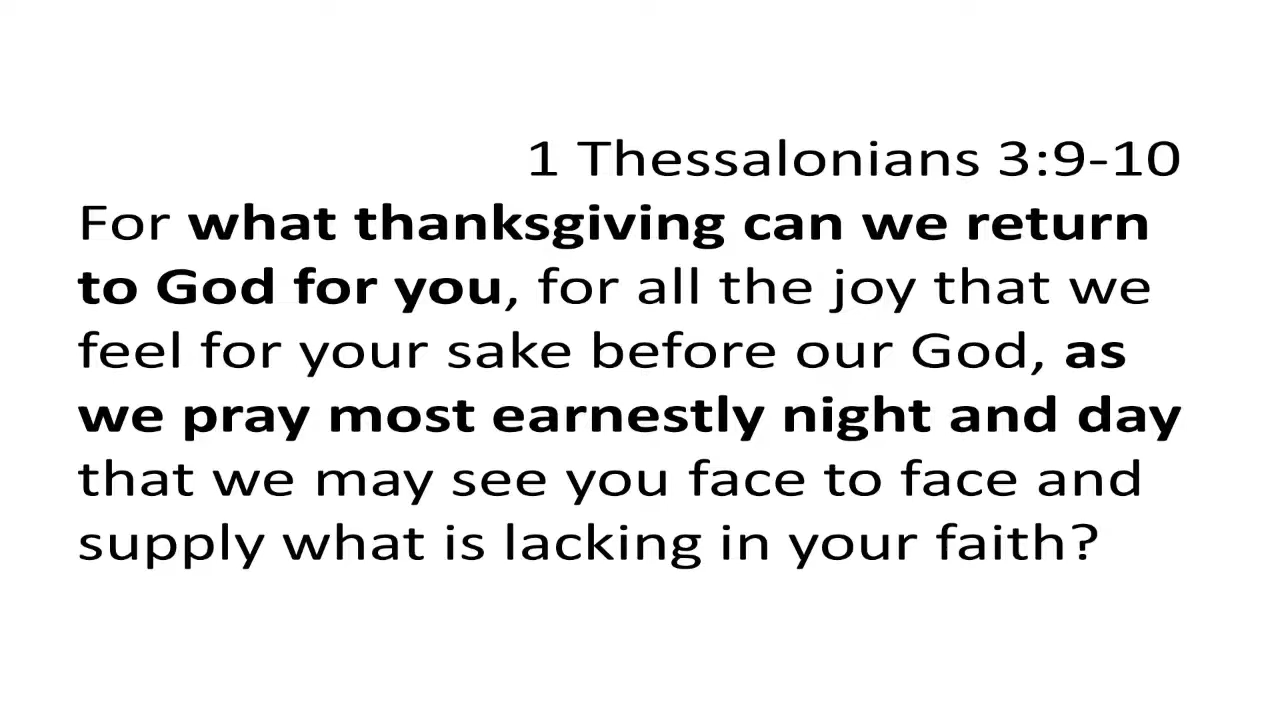 1 Thessalonians 3:9-10
For what thanksgiving can we return
to God for you, for all the joy that we
feel for your sake before our God, as
we pray most earnestly night and day
that we may see you face to face and
supply what is lacking in your faith?